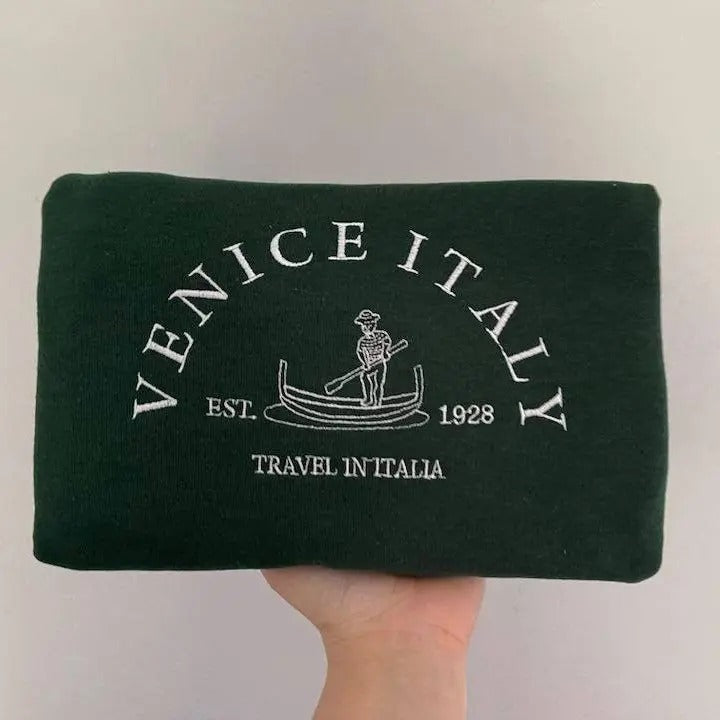 VENICE ITALY
EST. 1928
TRAVEL IN ITALIA